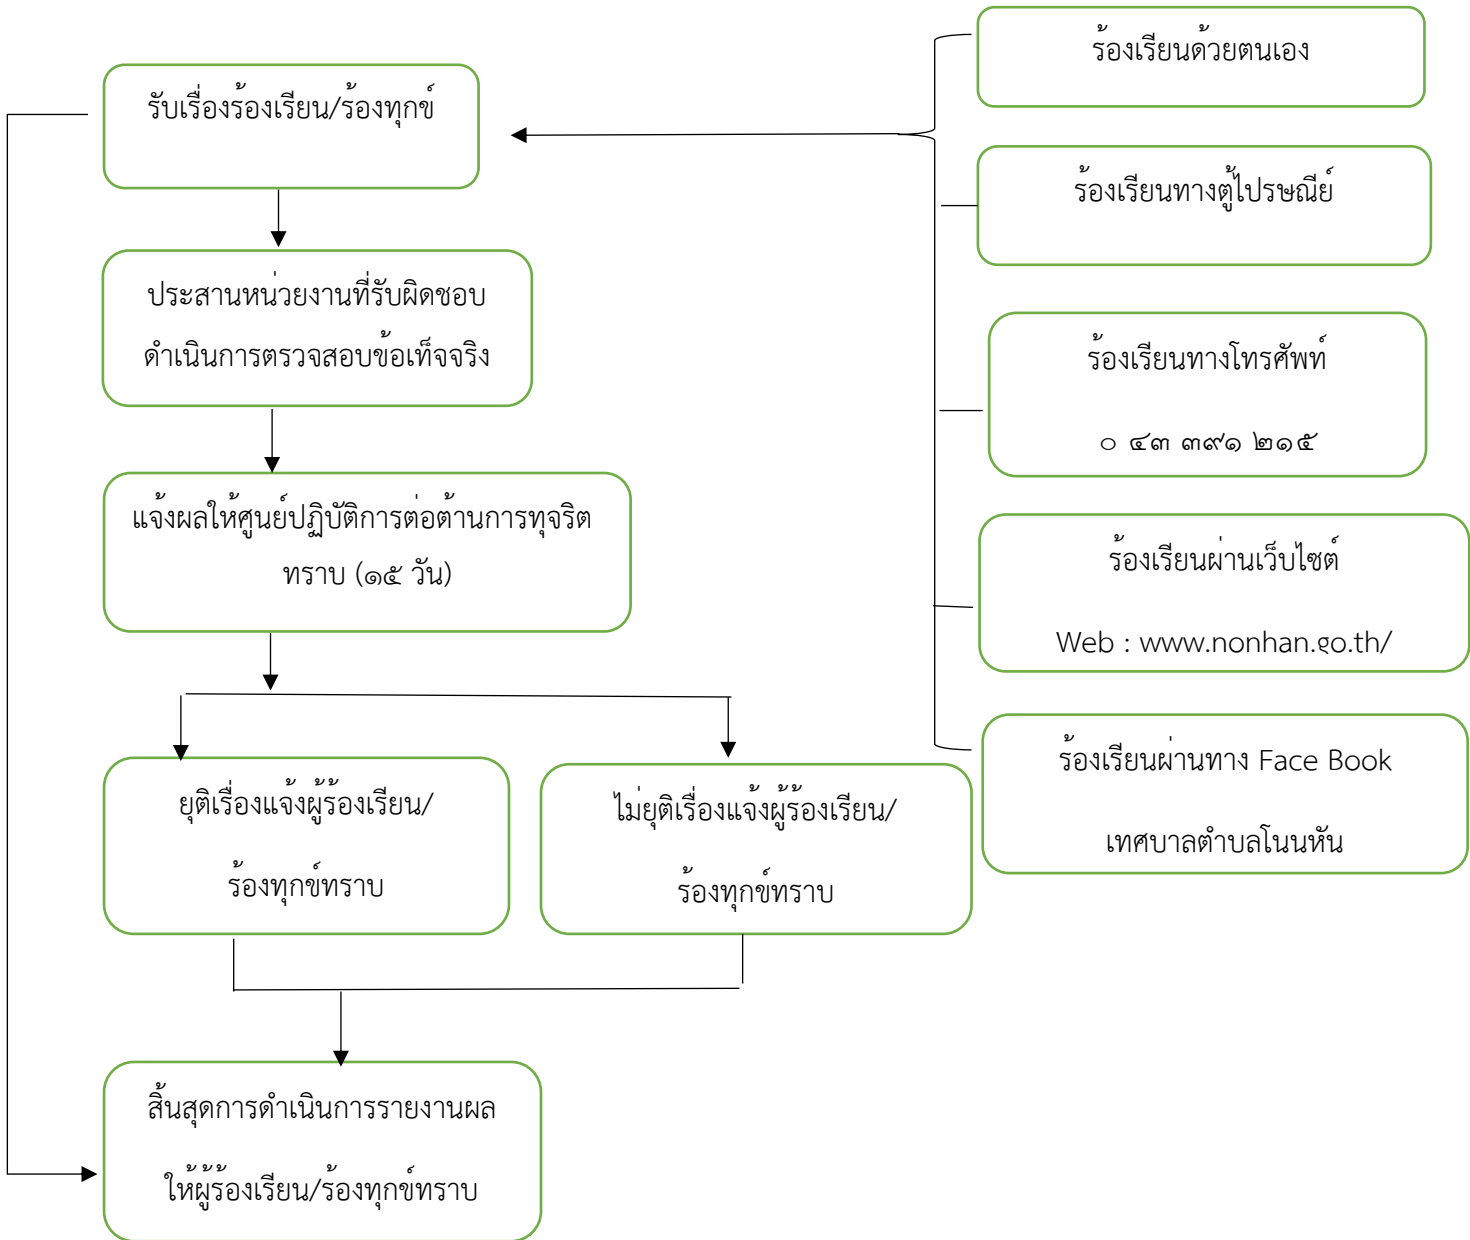 รับเรื่องร้องเรียน/ร้องทุกข์
ประสานหน่วยงานที่รับผิดชอบ
ดำเนินการตรวจสอบข้อเท็จจริง
แจ้งผลให้ศูนย์ปฏิบัติการต่อต้านการทุจริต
ทราบ (๑๕ วัน)
ยุติเรื่องแจ้งผู้ร้องเรียน/
ร้องทุกข์ทราบ
ไม่ยุติเรื่องแจ้งผู้ร้องเรียน/
ร้องทุกข์ทราบ
สิ้นสุดการดำเนินการรายงานผล
ให้ผู้ร้องเรียน/ร้องทุกข์ทราบ
ร้องเรียนด้วยตนเอง
ร้องเรียนทางตู้ไปรษณีย์
ร้องเรียนทางโทรศัพท์
๐ ๔๓ ๓๙๑ ๒๑๕
ร้องเรียนผ่านเว็บไซต์
Web : www.nonhan.go.th/
ร้องเรียนผ่านทาง Face Book
เทศบาลตำบลโนนหัน